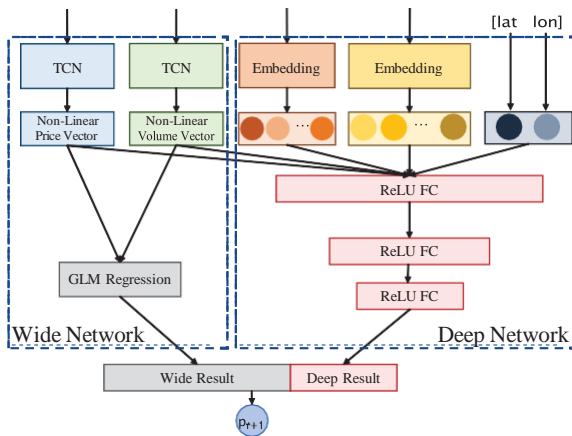 [lat lon]
TCN
TCN
Embedding
Embedding
Non-Linear
Price Vector
Non-Linear
Volume Vector
...
...
ReLU FC
ReLU FC
GLM Regression
ReLU FC
Wide Network
Deep Network
Wide Result
Deep Result
pt+1